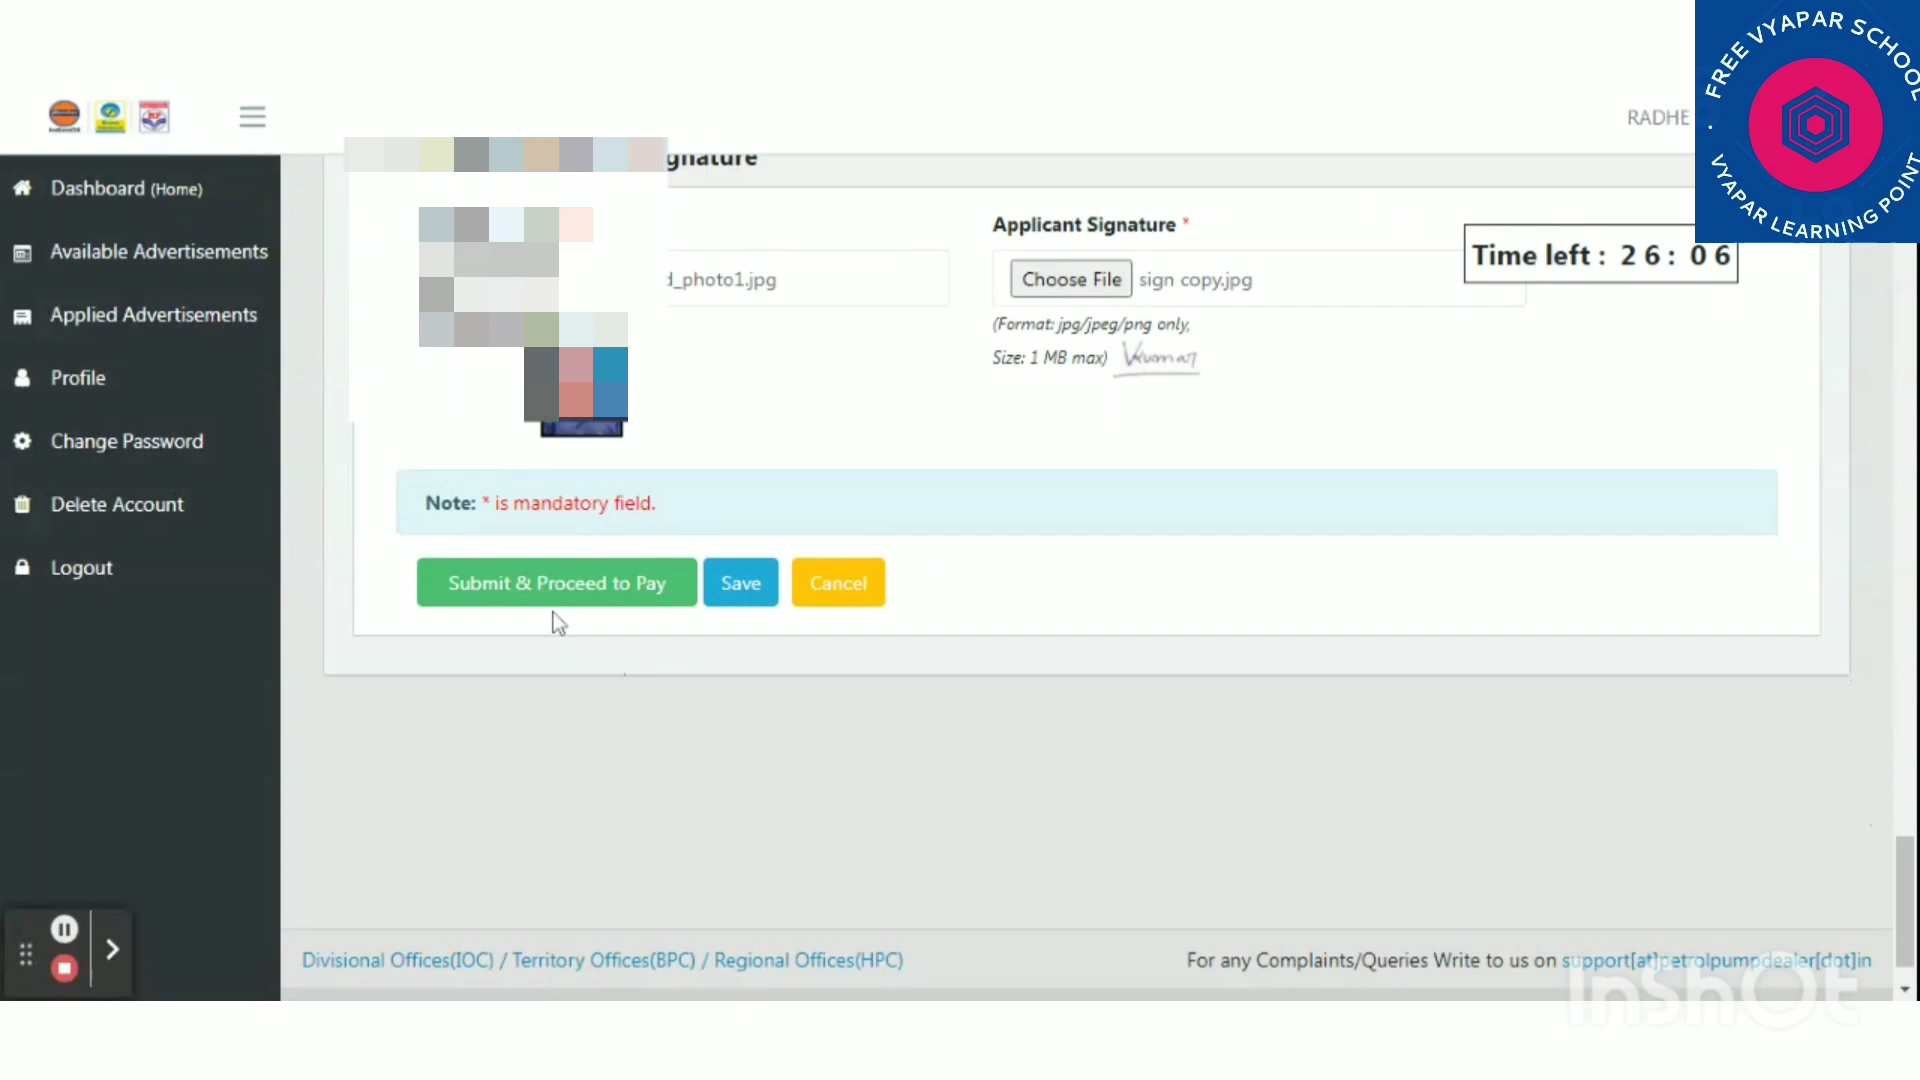 FREE VYAPAR SCHOOL
VYAPAR LEARNING POINT
RADHE
Dashboard (Home)
Available Advertisements
Applied Advertisements
Profile
Change Password
Delete Account
Logout
gnature
d_photo1.jpg
Applicant Signature *
Choose File sign copy.jpg
(Format: jpg/jpeg/png only,
Size: 1 MB max)
Vkumar
Time left : 26: 06
Note: * is mandatory field.
Submit & Proceed to Pay
Save
Cancel
Divisional Offices(IOC) / Territory Offices(BPC) / Regional Offices(HPC)
For any Complaints/Queries Write to us on support[at]petrolpumpdealer[dot]in
InShOt